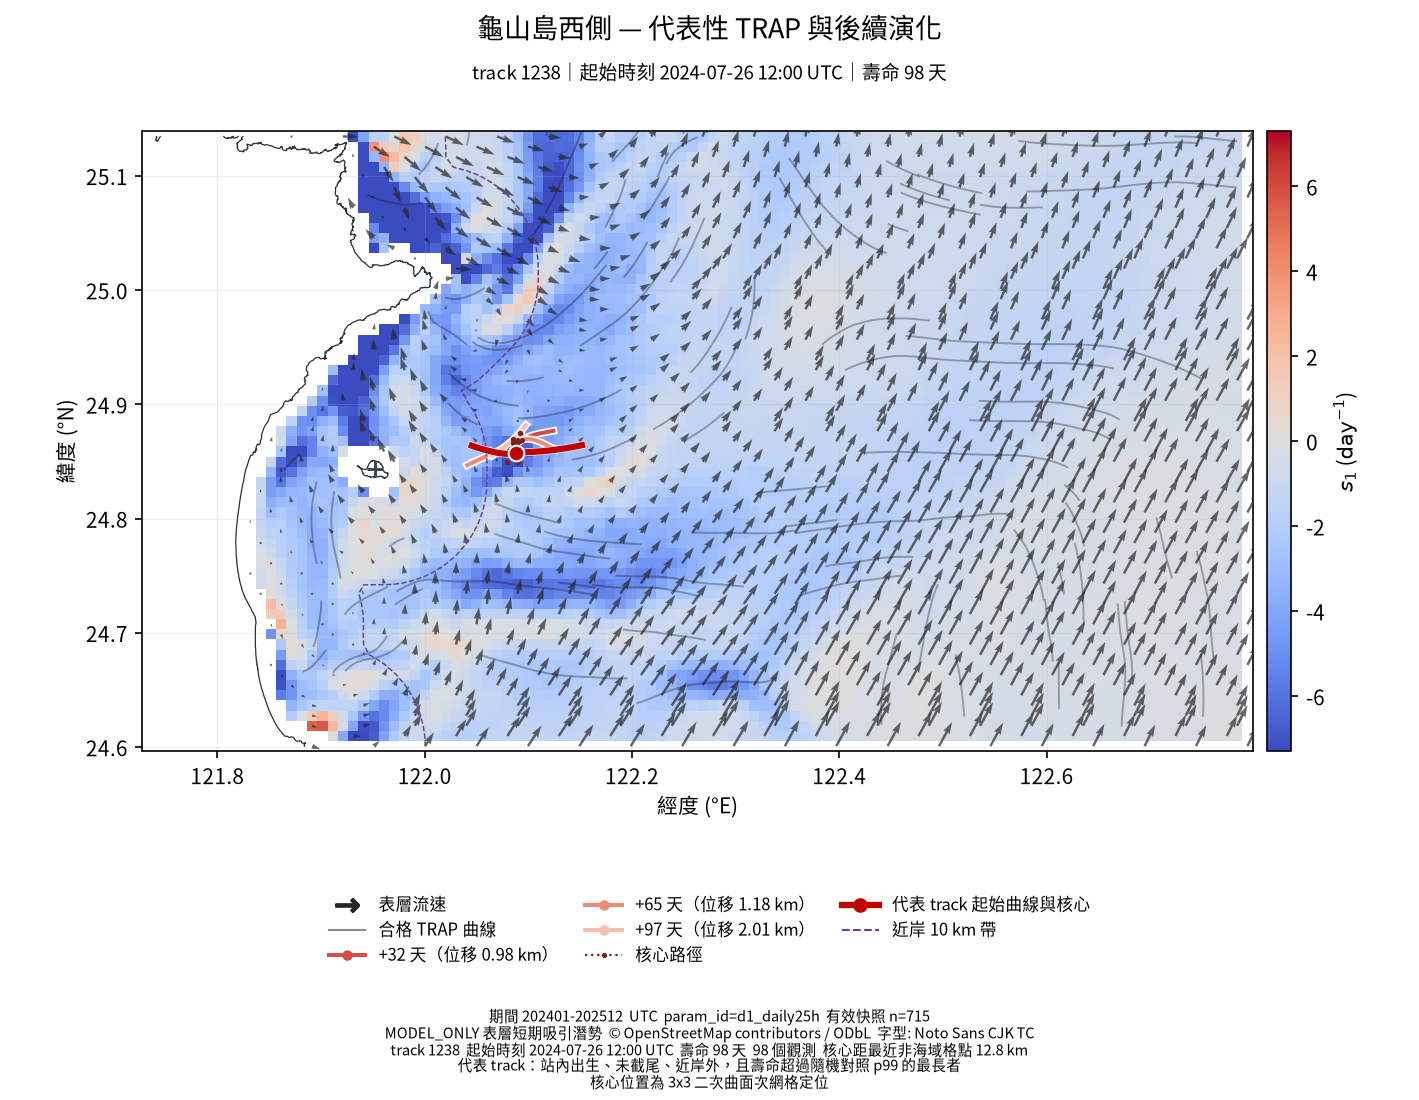 龜山島西側 — 代表性 TRAP 與後續演化
track 1238｜起始時刻 2024-07-26 12:00 UTC｜壽命 98 天
25.1
25.0
24.9
24.8
24.7
24.6
緯度 (°N)
121.8
122.0
122.2
122.4
122.6
經度 (°E)
6
4
2
0
-2
-4
-6
s₁ (day⁻¹)
表層流速
合格 TRAP 曲線
+32 天（位移 0.98 km）
+65 天（位移 1.18 km）
+97 天（位移 2.01 km）
核心路徑
代表 track 起始曲線與核心
近岸 10 km 帶
期間 202401-202512 UTC param_id=d1_daily25h 有效快照 n=715
MODEL_ONLY 表層短期吸引潛勢 © OpenStreetMap contributors / ODbL 字型: Noto Sans CJK TC
track 1238 起始時刻 2024-07-26 12:00 UTC 壽命 98 天 98 個觀測 核心距最近非海域格點 12.8 km
代表 track：站內出生、未截尾、近岸外，且壽命超過隨機對照 p99 的最長者
核心位置為 3x3 二次曲面次網格定位